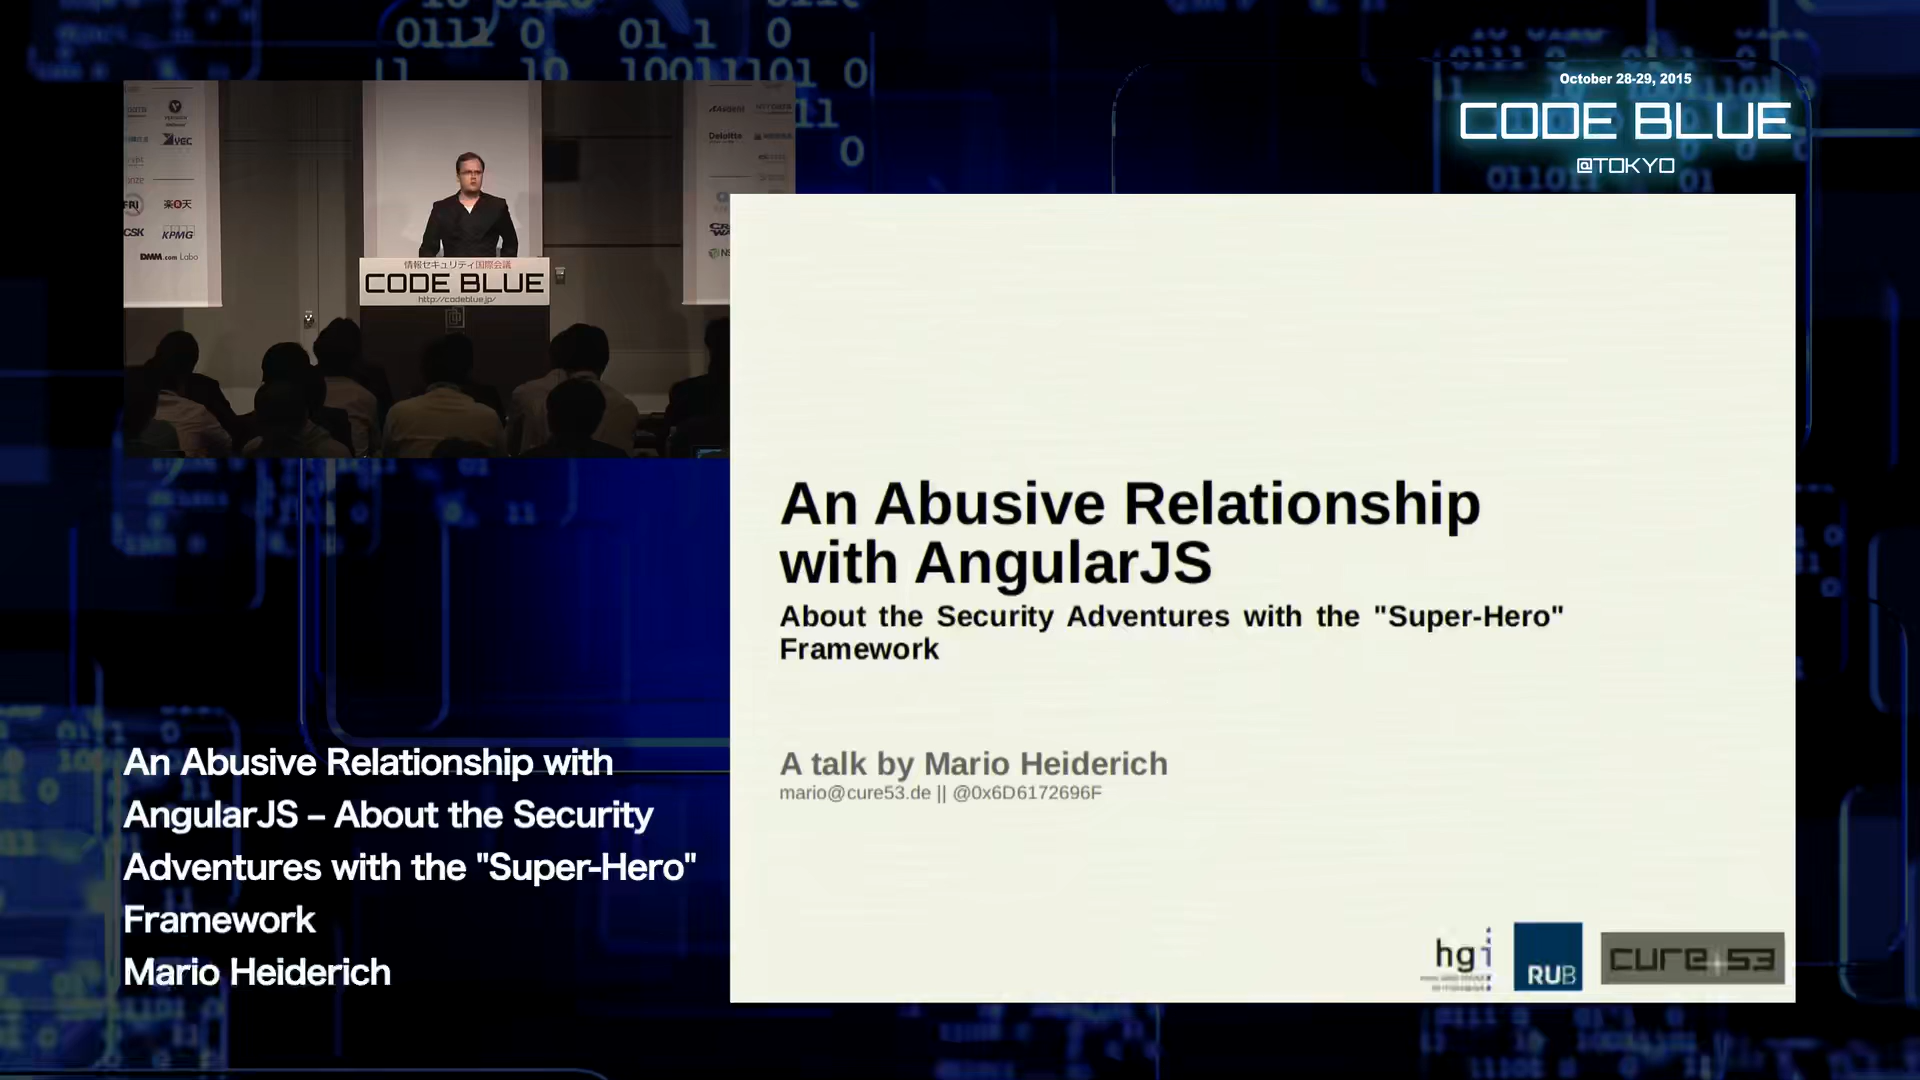 October 28-29, 2015
CODE BLUE
@TOKYO
楽天
KPMG
DMM.com Labo
Deloitte
情報セキュリティ国際会議
CODE BLUE
http://codeblue.jp/
An Abusive Relationship
with AngularJS
About the Security Adventures with the "Super-Hero"
Framework
A talk by Mario Heiderich
mario@cure53.de || @0x6D6172696F
hgi
RUB
cure53
An Abusive Relationship with
AngularJS – About the Security
Adventures with the "Super-Hero"
Framework
Mario Heiderich